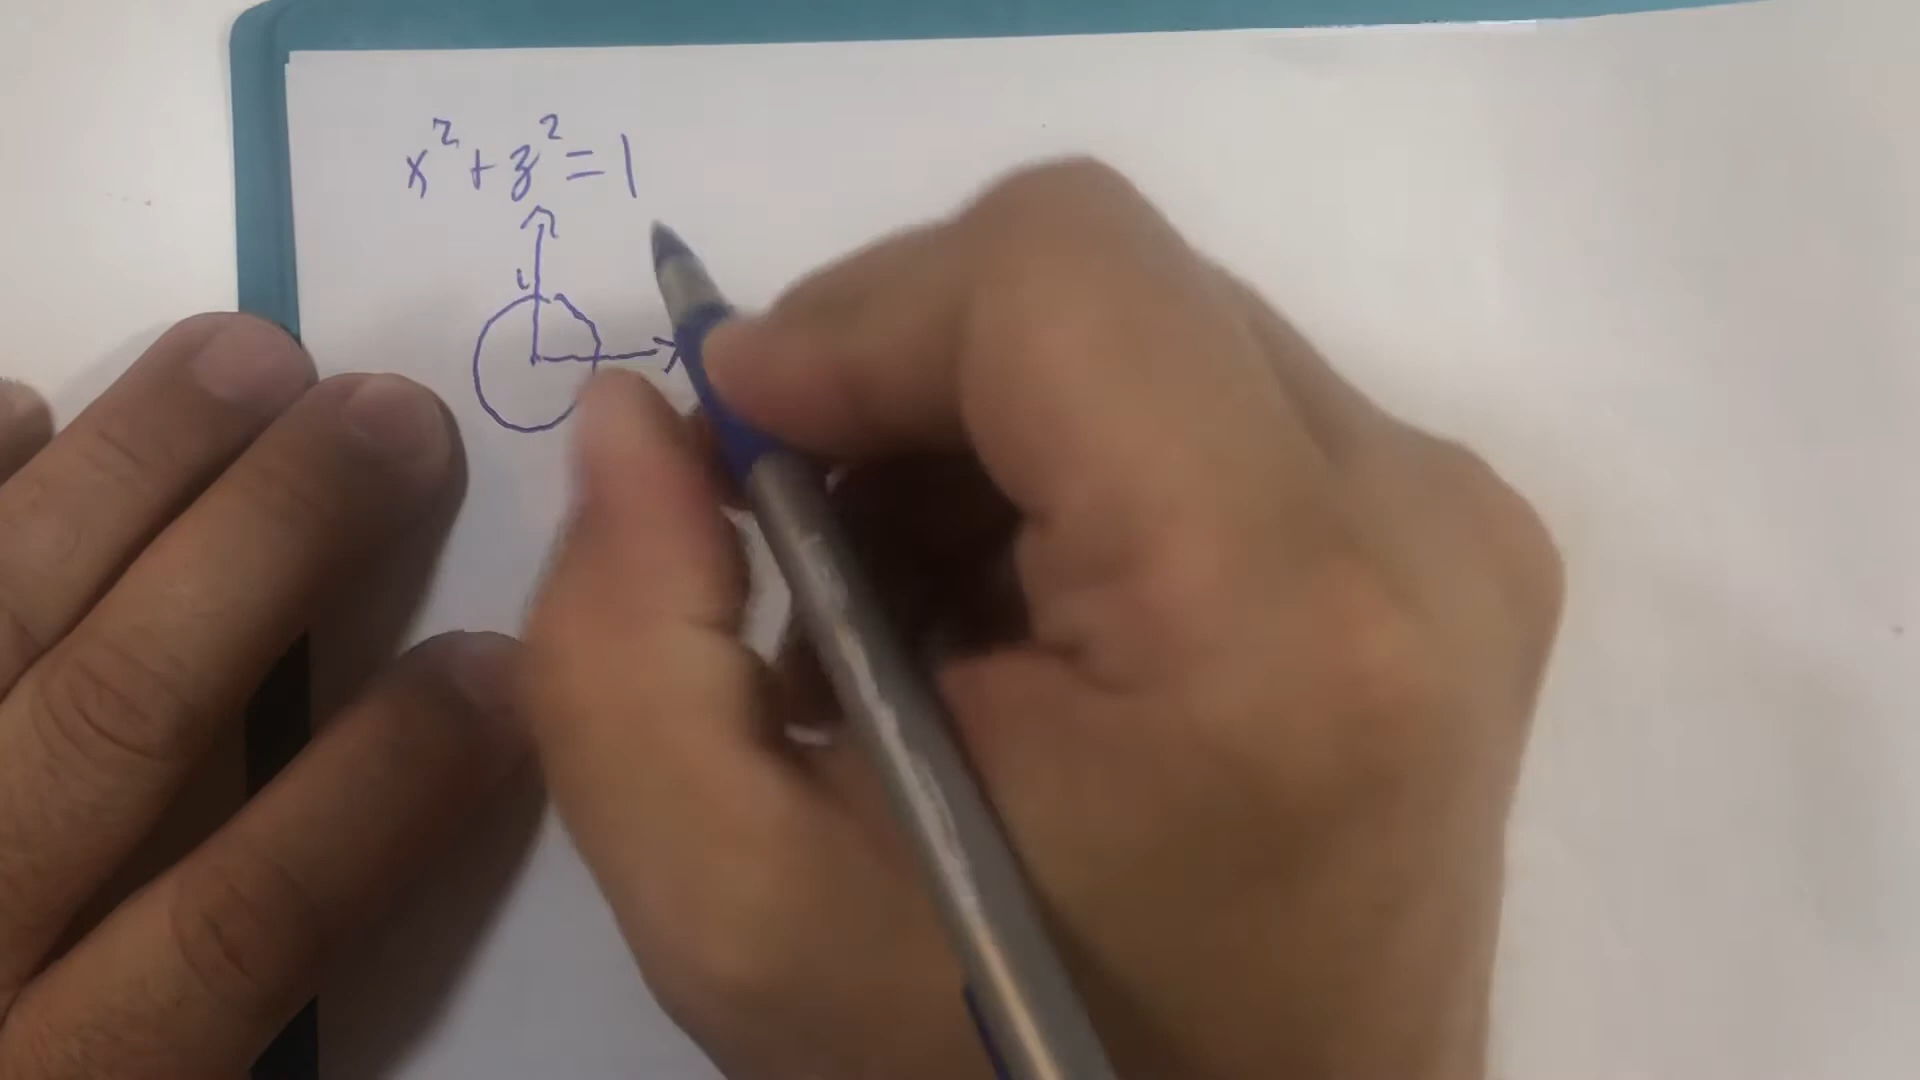 x² + z² = 1
1